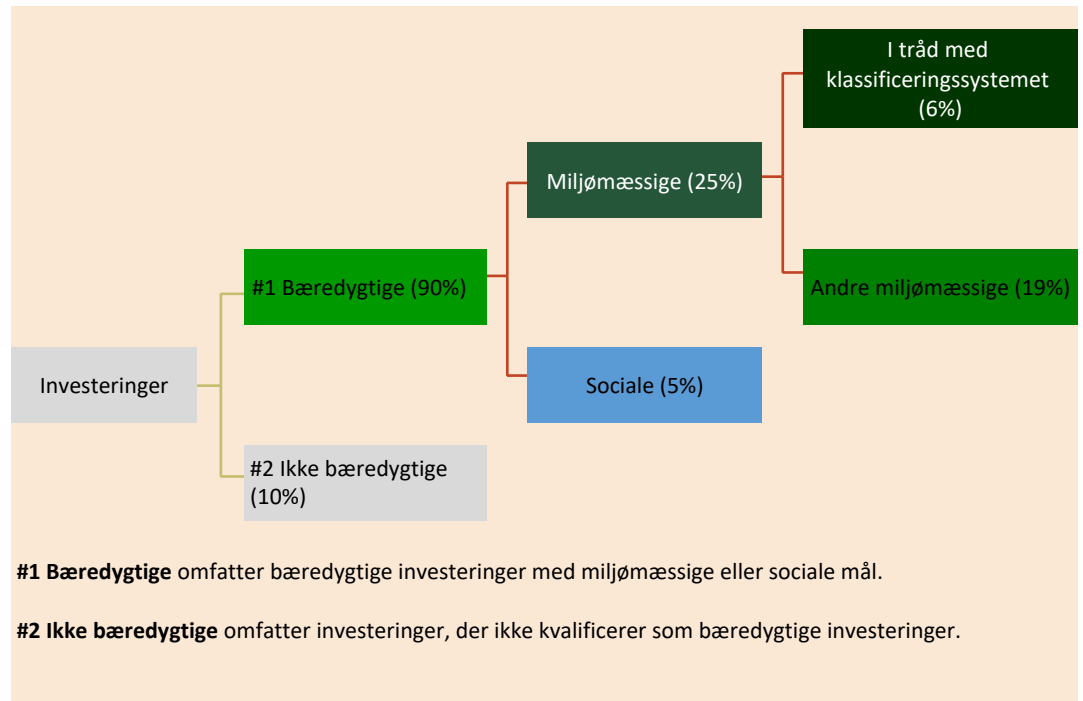 I tråd med
klassificeringssystemet
(6%)
Miljømæssige (25%)
#1 Bæredygtige (90%)
Andre miljømæssige (19%)
Investeringer
Sociale (5%)
#2 Ikke bæredygtige
(10%)
#1 Bæredygtige omfatter bæredygtige investeringer med miljømæssige eller sociale mål.
#2 Ikke bæredygtige omfatter investeringer, der ikke kvalificerer som bæredygtige investeringer.